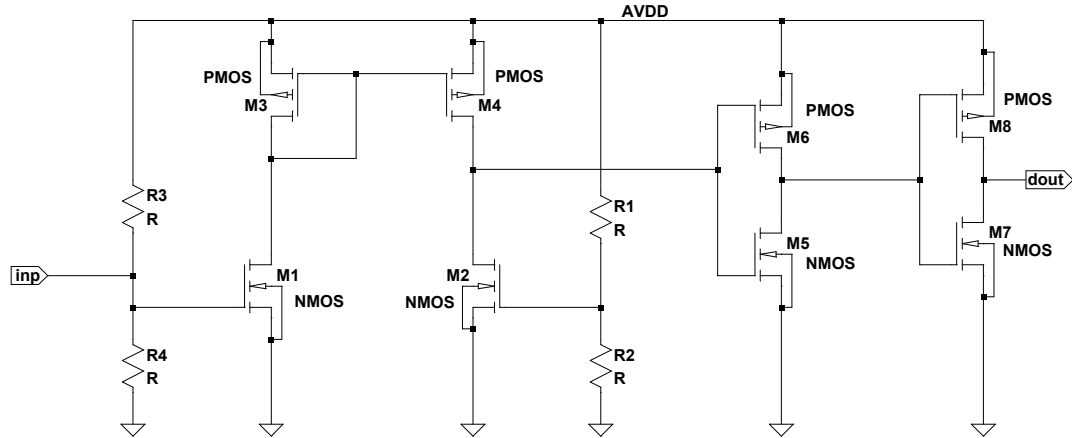 AVDD
PMOS
M3
PMOS
M4
PMOS
M6
PMOS
M8
R3
R
R1
R
dout
inp
M1
NMOS
M2
NMOS
M5
NMOS
M7
NMOS
R4
R
R2
R